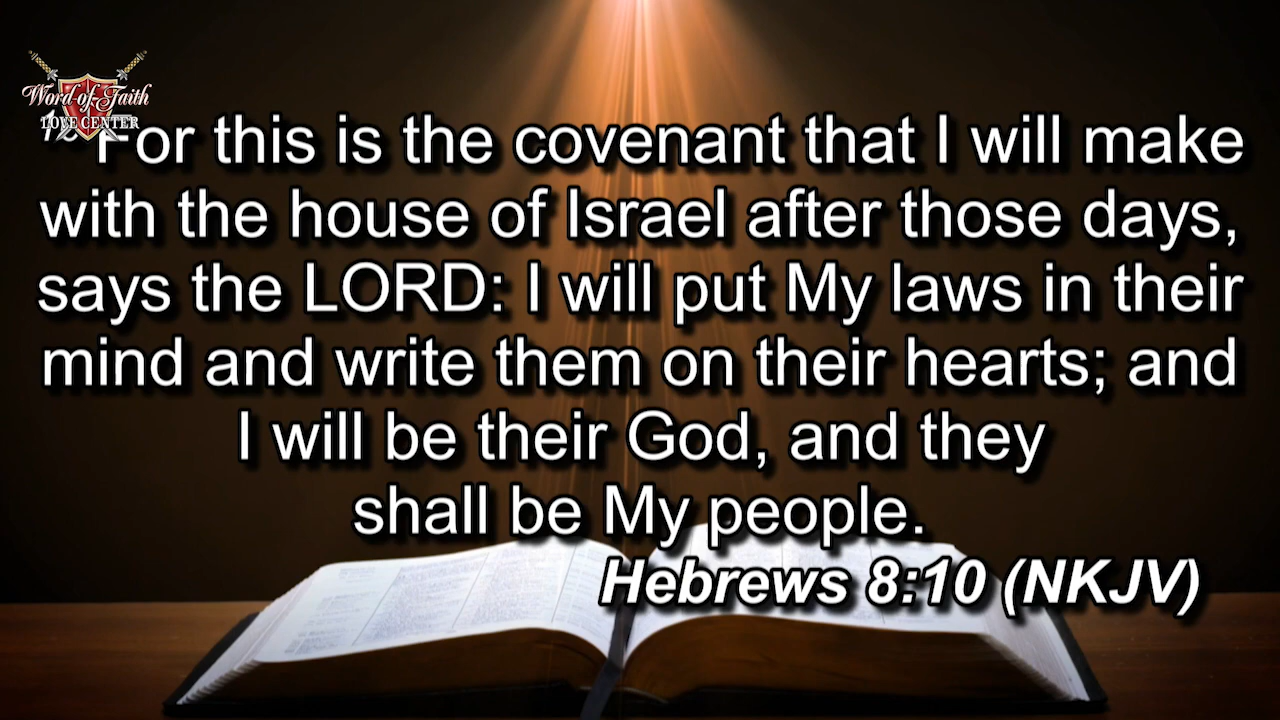 Word of Faith
LOVE CENTER
For this is the covenant that I will make
with the house of Israel after those days,
says the LORD: I will put My laws in their
mind and write them on their hearts; and
I will be their God, and they
shall be My people.
Hebrews 8:10 (NKJV)